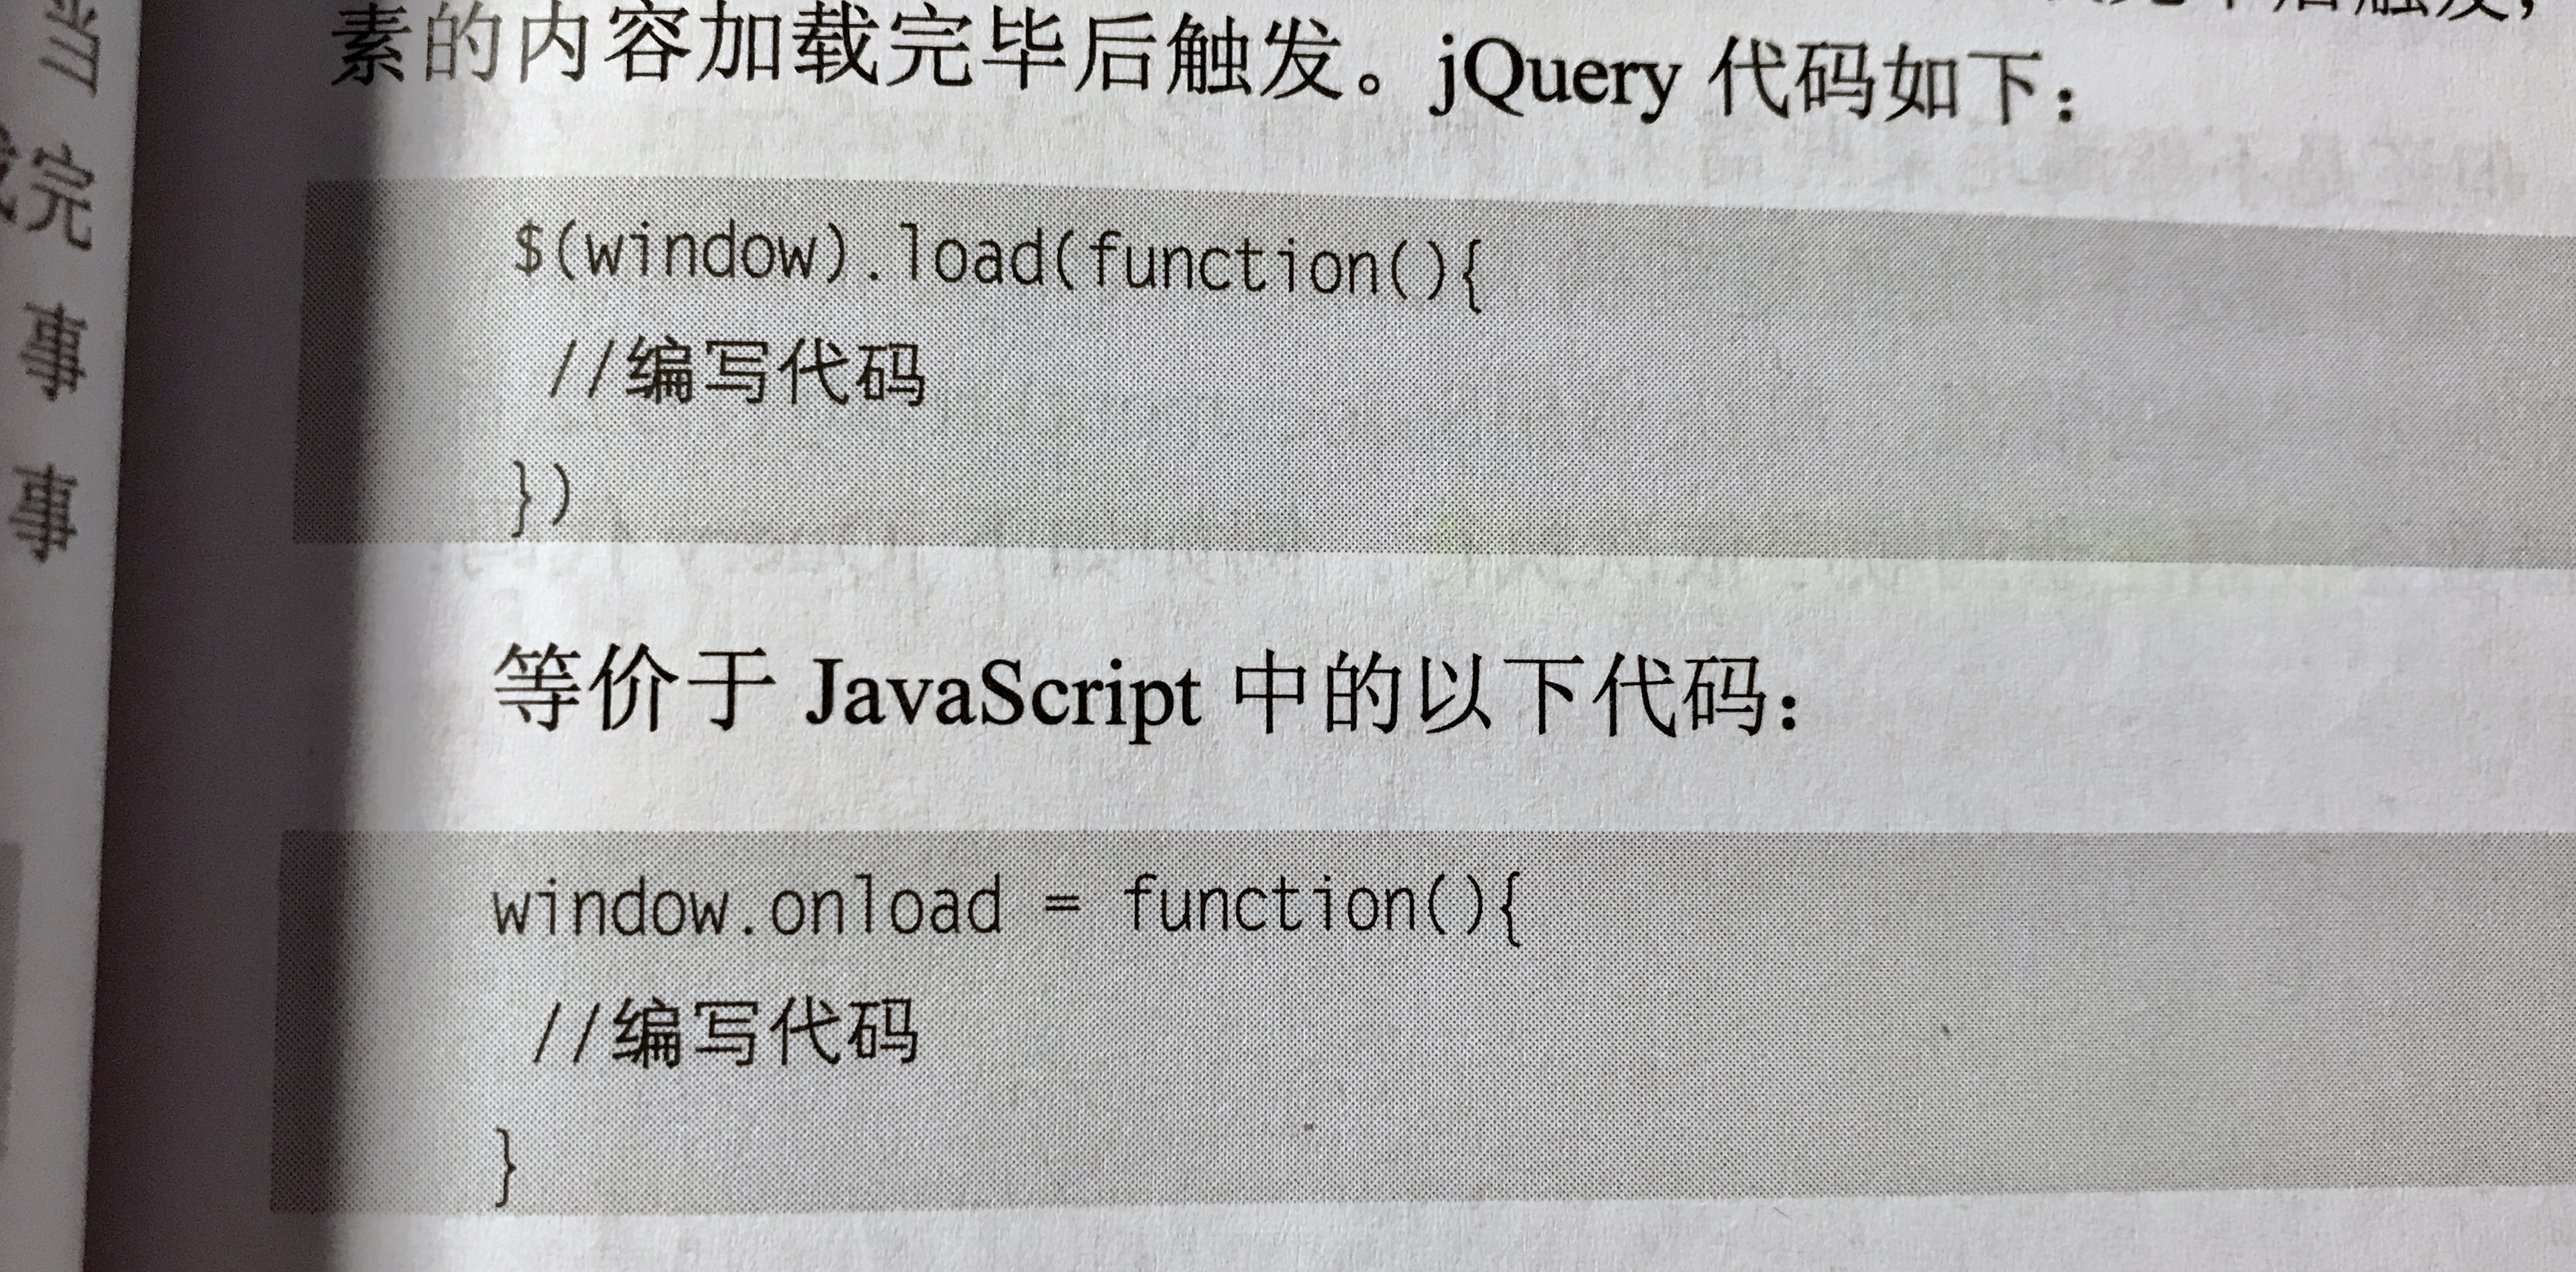 素的内容加载完毕后触发。jQuery 代码如下：
$(window).load(function(){
//编写代码
})
等价于 JavaScript 中的以下代码：
window.onload = function(){
//编写代码
}
当
完
事
事